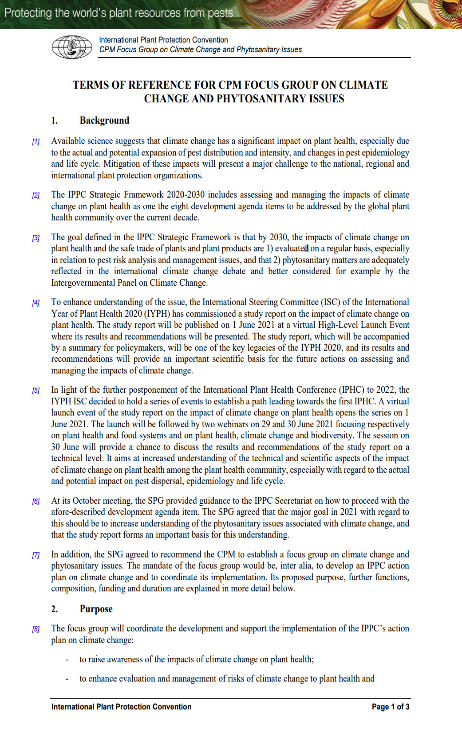 Protecting the world's plant resources from pests
International Plant Protection Convention
CPM Focus Group on Climate Change and Phytosanitary Issues
TERMS OF REFERENCE FOR CPM FOCUS GROUP ON CLIMATE
CHANGE AND PHYTOSANITARY ISSUES
1. Background
[1] Available science suggests that climate change has a significant impact on plant health, especially due
to the actual and potential expansion of pest distribution and intensity, and changes in pest epidemiology
and life cycle. Mitigation of these impacts will present a major challenge to the national, regional and
international plant protection organizations.
[2] The IPPC Strategic Framework 2020-2030 includes assessing and managing the impacts of climate
change on plant health as one the eight development agenda items to be addressed by the global plant
health community over the current decade.
[3] The goal defined in the IPPC Strategic Framework is that by 2030, the impacts of climate change on
plant health and the safe trade of plants and plant products are 1) evaluated on a regular basis, especially
in relation to pest risk analysis and management issues, and that 2) phytosanitary matters are adequately
reflected in the international climate change debate and better considered for example by the
Intergovernmental Panel on Climate Change.
[4] To enhance understanding of the issue, the International Steering Committee (ISC) of the International
Year of Plant Health 2020 (IYPH) has commissioned a study report on the impact of climate change on
plant health. The study report will be published on 1 June 2021 at a virtual High-Level Launch Event
where its results and recommendations will be presented. The study report, which will be accompanied
by a summary for policymakers, will be one of the key legacies of the IYPH 2020, and its results and
recommendations will provide an important scientific basis for the future actions on assessing and
managing the impacts of climate change.
[5] In light of the further postponement of the International Plant Health Conference (IPHC) to 2022, the
IYPH ISC decided to hold a series of events to establish a path leading towards the first IPHC. A virtual
launch event of the study report on the impact of climate change on plant health opens the series on 1
June 2021. The launch will be followed by two webinars on 29 and 30 June 2021 focusing respectively
on plant health and food systems and on plant health, climate change and biodiversity. The session on
30 June will provide a chance to discuss the results and recommendations of the study report on a
technical level. It aims at increased understanding of the technical and scientific aspects of the impact
of climate change on plant health among the plant health community, especially with regard to the actual
and potential impact on pest dispersal, epidemiology and life cycle.
[6] At its October meeting, the SPG provided guidance to the IPPC Secretariat on how to proceed with the
afore-described development agenda item. The SPG agreed that the major goal in 2021 with regard to
this should be to increase understanding of the phytosanitary issues associated with climate change, and
that the study report forms an important basis for this understanding.
[7] In addition, the SPG agreed to recommend the CPM to establish a focus group on climate change and
phytosanitary issues. The mandate of the focus group would be, inter alia, to develop an IPPC action
plan on climate change and to coordinate its implementation. Its proposed purpose, further functions,
composition, funding and duration are explained in more detail below.
2. Purpose
[8] The focus group will coordinate the development and support the implementation of the IPPC's action
plan on climate change:
- to raise awareness of the impacts of climate change on plant health;
- to enhance evaluation and management of risks of climate change to plant health and
International Plant Protection Convention Page 1 of 3